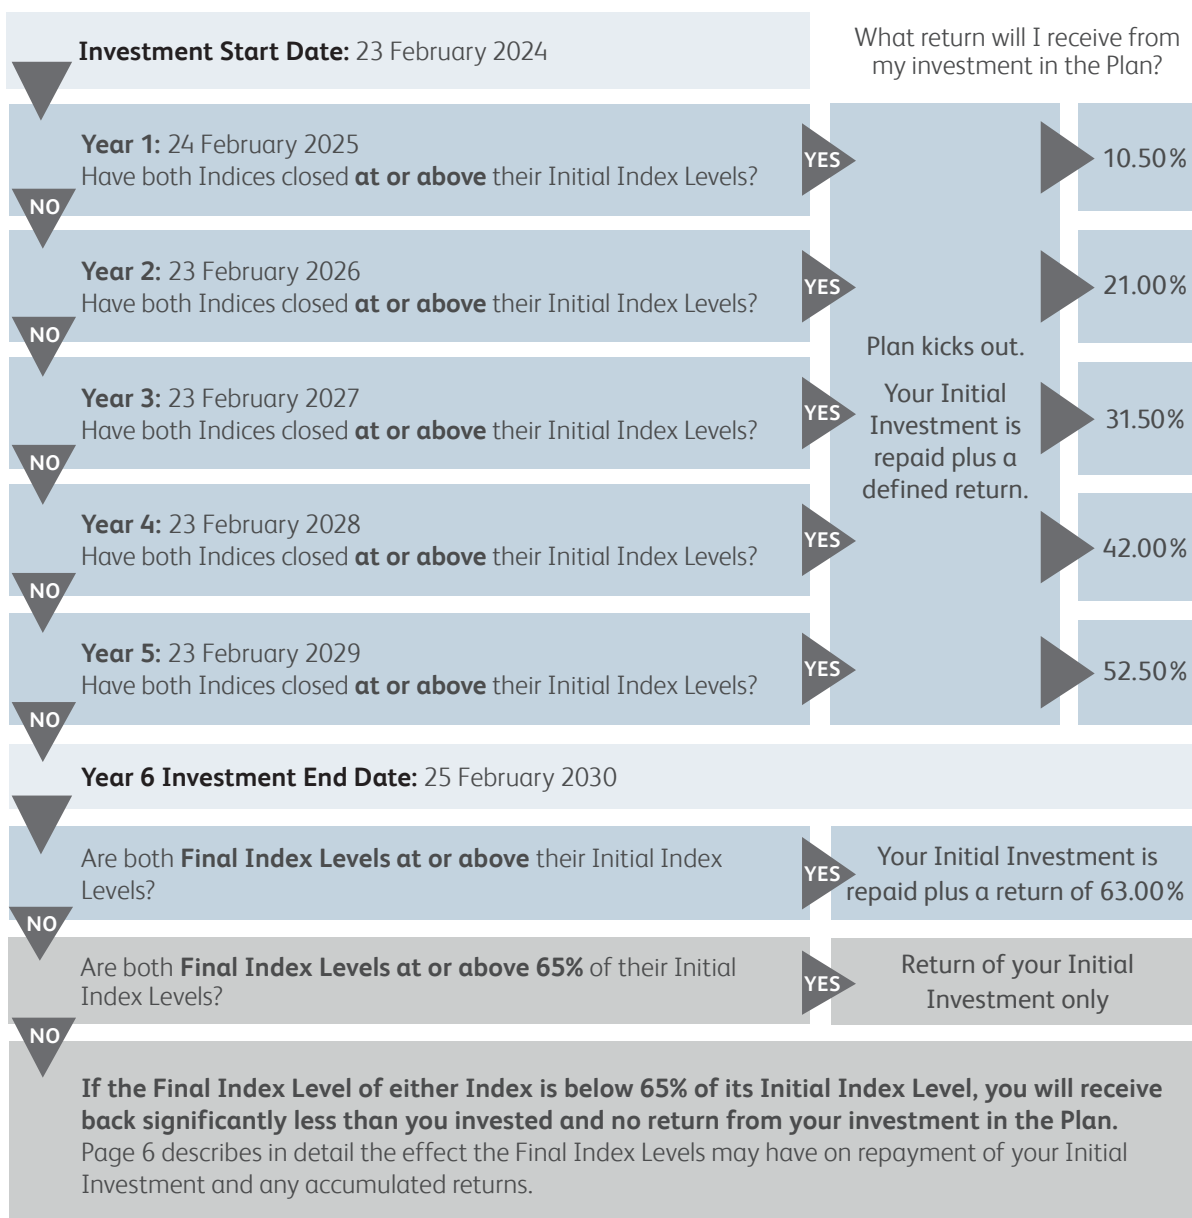 Investment Start Date: 23 February 2024
What return will I receive from
my investment in the Plan?
Year 1: 24 February 2025
Have both Indices closed at or above their Initial Index Levels?
YES
10.50%
NO
Year 2: 23 February 2026
Have both Indices closed at or above their Initial Index Levels?
YES
21.00%
NO
Plan kicks out.
Your Initial
Investment is
repaid plus a
defined return.
Year 3: 23 February 2027
Have both Indices closed at or above their Initial Index Levels?
YES
31.50%
NO
Year 4: 23 February 2028
Have both Indices closed at or above their Initial Index Levels?
YES
42.00%
NO
Year 5: 23 February 2029
Have both Indices closed at or above their Initial Index Levels?
YES
52.50%
NO
Year 6 Investment End Date: 25 February 2030
Are both Final Index Levels at or above their Initial Index
Levels?
YES
Your Initial Investment is
repaid plus a return of 63.00%
NO
Are both Final Index Levels at or above 65% of their Initial
Index Levels?
YES
Return of your Initial
Investment only
NO
If the Final Index Level of either Index is below 65% of its Initial Index Level, you will receive
back significantly less than you invested and no return from your investment in the Plan.
Page 6 describes in detail the effect the Final Index Levels may have on repayment of your Initial
Investment and any accumulated returns.